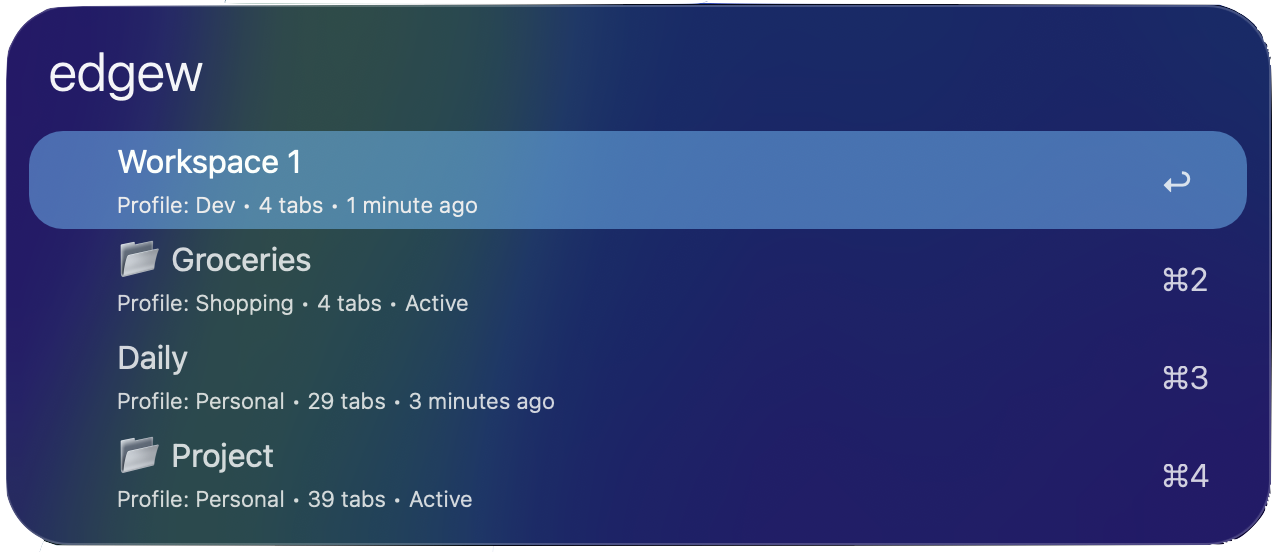 edgew
Workspace 1
Profile: Dev • 4 tabs • 1 minute ago
↩
📂 Groceries
Profile: Shopping • 4 tabs • Active
⌘2
Daily
Profile: Personal • 29 tabs • 3 minutes ago
⌘3
📂 Project
Profile: Personal • 39 tabs • Active
⌘4